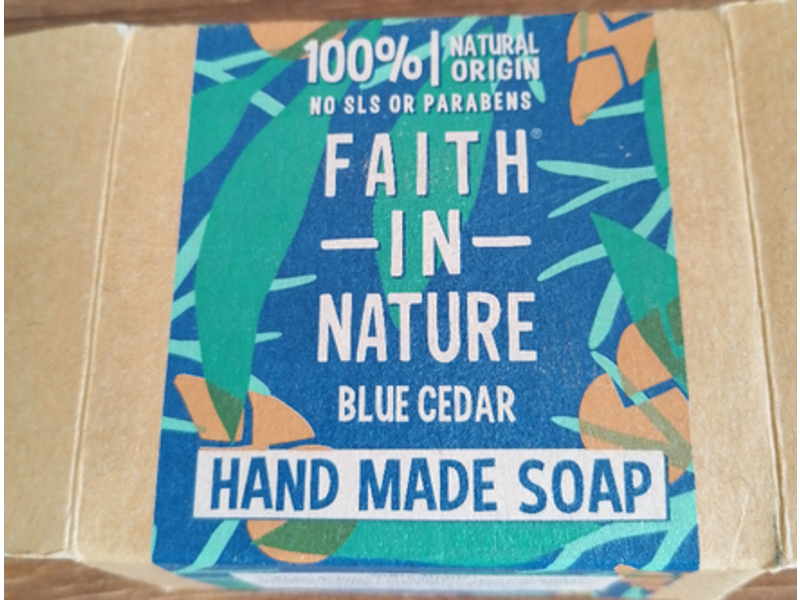 100% | NATURAL
ORIGIN
NO SLS OR PARABENS
FAITH®
—IN—
NATURE
BLUE CEDAR
HAND MADE SOAP